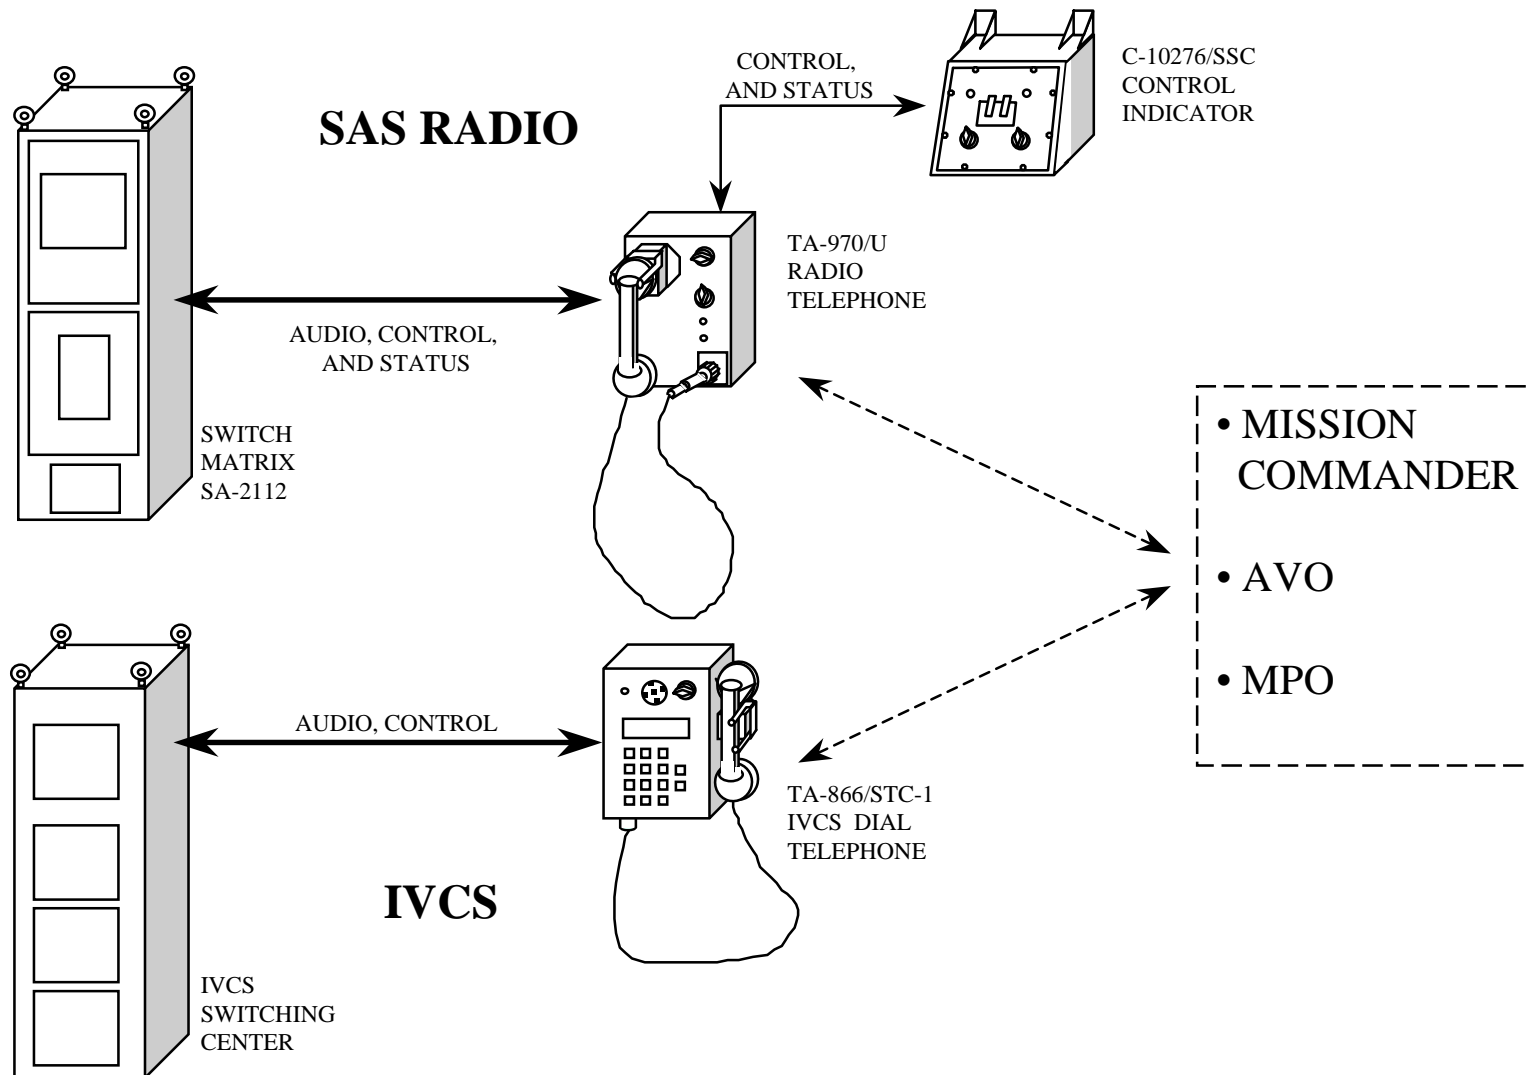 CONTROL,
AND STATUS
C-10276/SSC
CONTROL
INDICATOR
SAS RADIO
TA-970/U
RADIO
TELEPHONE
AUDIO, CONTROL,
AND STATUS
SWITCH
MATRIX
SA-2112
• MISSION
COMMANDER
• AVO
• MPO
AUDIO, CONTROL
TA-866/STC-1
IVCS DIAL
TELEPHONE
IVCS
IVCS
SWITCHING
CENTER